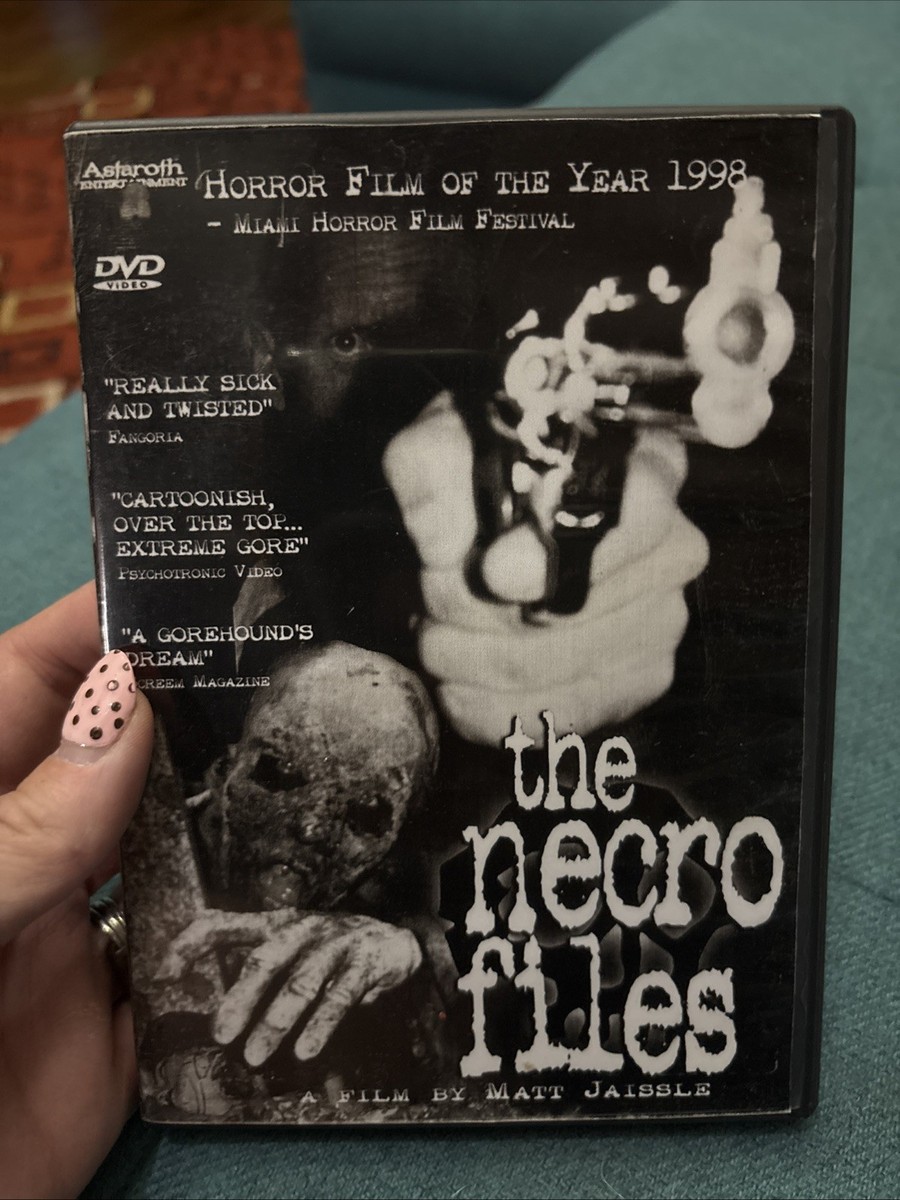 Astaroth
ENTERTAINMENT
HORROR FILM OF THE YEAR 1998
- MIAMI HORROR FILM FESTIVAL
DVD
VIDEO
"REALLY SICK
AND TWISTED"
FANGORIA
"CARTOONISH,
OVER THE TOP...
EXTREME GORE"
PSYCHOTRONIC VIDEO
"A GOREHOUND'S
DREAM"
CREEM MAGAZINE
the
necro
files
A FILM BY MATT JAISSLE